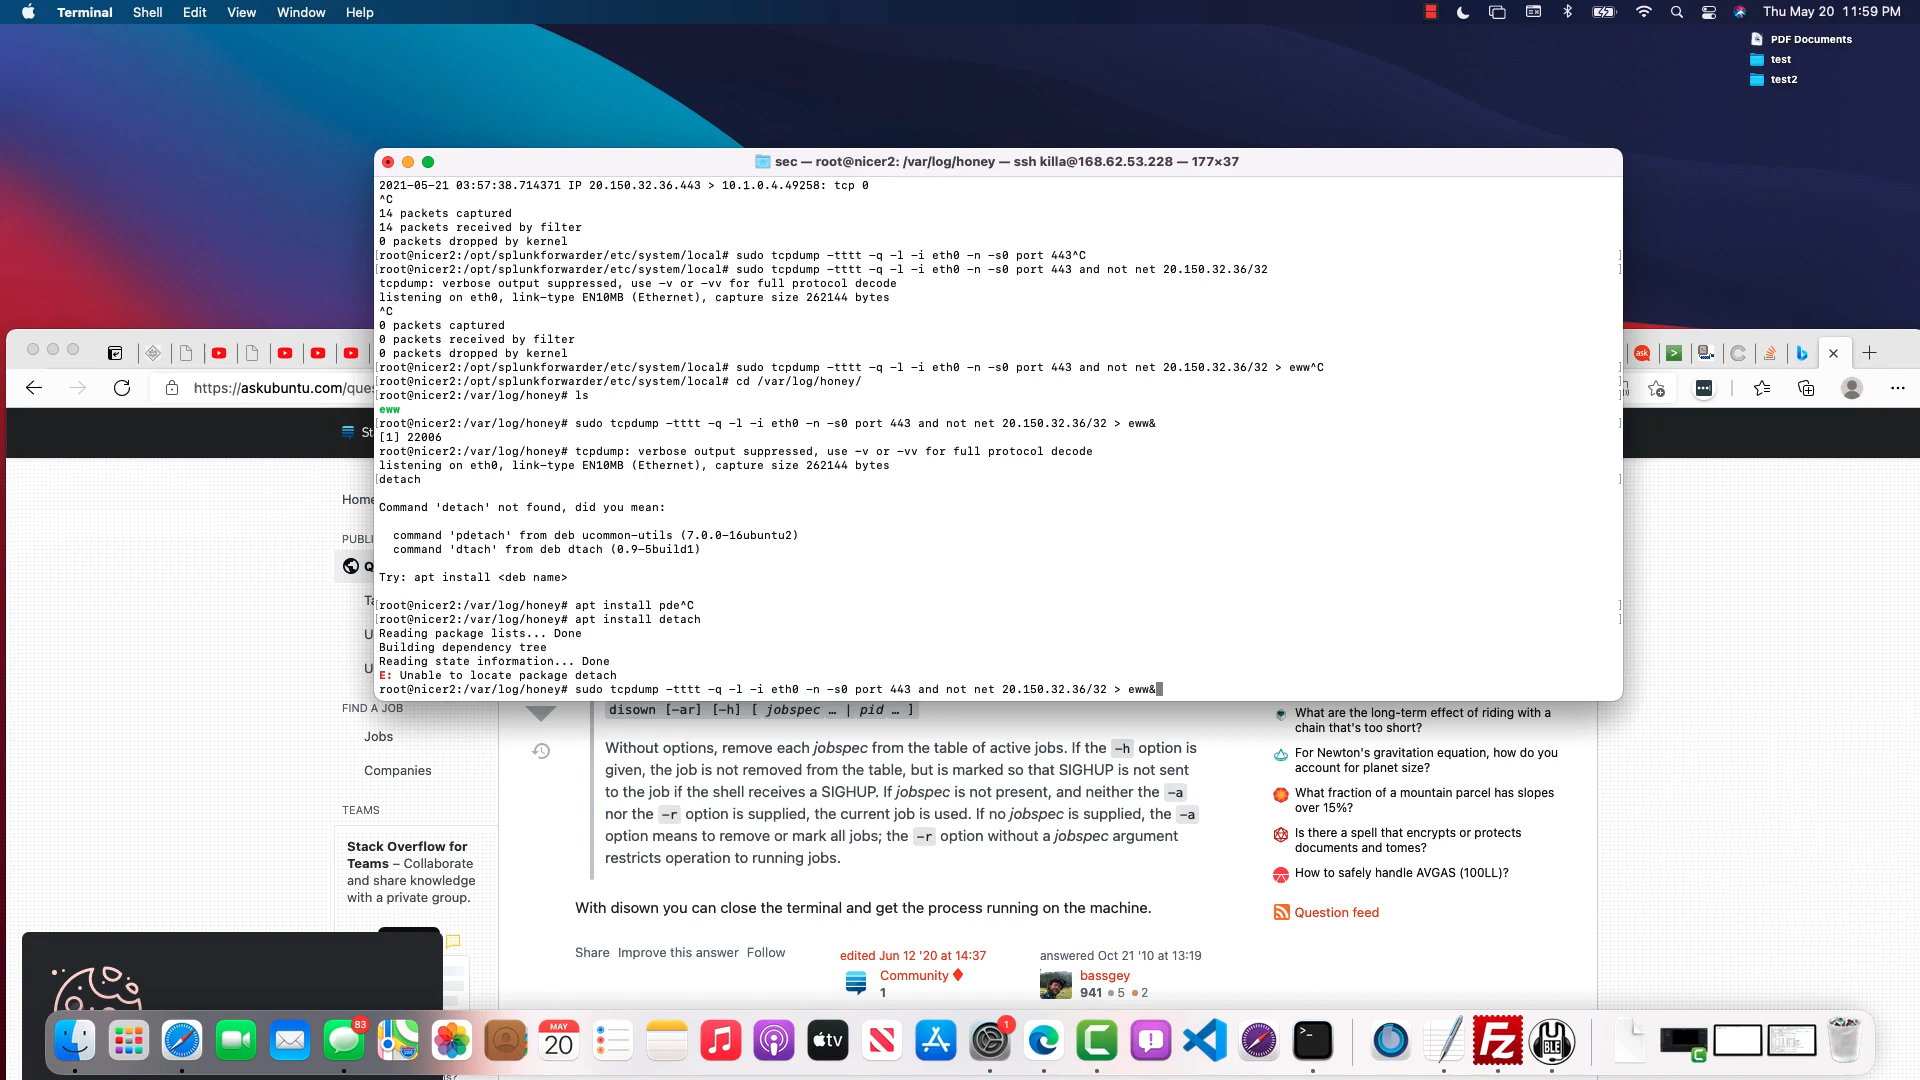 Terminal Shell Edit View Window Help
Thu May 20 11:59 PM
PDF Documents
test
test2
sec — root@nicer2: /var/log/honey — ssh killa@168.62.53.228 — 177×37
2021-05-21 03:57:38.714371 IP 20.150.32.36.443 > 10.1.0.4.49258: tcp 0
^C
14 packets captured
14 packets received by filter
0 packets dropped by kernel
[root@nicer2:/opt/splunkforwarder/etc/system/local# sudo tcpdump -tttt -q -l -i eth0 -n -s0 port 443^C ]
[root@nicer2:/opt/splunkforwarder/etc/system/local# sudo tcpdump -tttt -q -l -i eth0 -n -s0 port 443 and not net 20.150.32.36/32 ]
tcpdump: verbose output suppressed, use -v or -vv for full protocol decode
listening on eth0, link-type EN10MB (Ethernet), capture size 262144 bytes
^C
0 packets captured
0 packets received by filter
0 packets dropped by kernel
[root@nicer2:/opt/splunkforwarder/etc/system/local# sudo tcpdump -tttt -q -l -i eth0 -n -s0 port 443 and not net 20.150.32.36/32 > eww^C ]
[root@nicer2:/opt/splunkforwarder/etc/system/local# cd /var/log/honey/ ]
[root@nicer2:/var/log/honey# ls ]
eww
[root@nicer2:/var/log/honey# sudo tcpdump -tttt -q -l -i eth0 -n -s0 port 443 and not net 20.150.32.36/32 > eww& ]
[1] 22006
root@nicer2:/var/log/honey# tcpdump: verbose output suppressed, use -v or -vv for full protocol decode
listening on eth0, link-type EN10MB (Ethernet), capture size 262144 bytes
[detach ]
Command 'detach' not found, did you mean:
command 'pdetach' from deb ucommon-utils (7.0.0-16ubuntu2)
command 'dtach' from deb dtach (0.9-5build1)
Try: apt install <deb name>
[root@nicer2:/var/log/honey# apt install pde^C ]
[root@nicer2:/var/log/honey# apt install detach ]
Reading package lists... Done
Building dependency tree
Reading state information... Done
E: Unable to locate package detach
root@nicer2:/var/log/honey# sudo tcpdump -tttt -q -l -i eth0 -n -s0 port 443 and not net 20.150.32.36/32 > eww&
https://askubuntu.com/que
ask
St
Home
PUBLI
Q
Ta
U
U
FIND A JOB
Jobs
Companies
TEAMS
Stack Overflow for
Teams – Collaborate
and share knowledge
with a private group.
disown [-ar] [-h] [ jobspec … | pid … ]
Without options, remove each jobspec from the table of active jobs. If the -h option is
given, the job is not removed from the table, but is marked so that SIGHUP is not sent
to the job if the shell receives a SIGHUP. If jobspec is not present, and neither the -a
nor the -r option is supplied, the current job is used. If no jobspec is supplied, the -a
option means to remove or mark all jobs; the -r option without a jobspec argument
restricts operation to running jobs.
With disown you can close the terminal and get the process running on the machine.
Share Improve this answer Follow
edited Jun 12 '20 at 14:37
Community
1
answered Oct 21 '10 at 13:19
bassgey
941 5 2
What are the long-term effect of riding with a
chain that's too short?
For Newton's gravitation equation, how do you
account for planet size?
What fraction of a mountain parcel has slopes
over 15%?
Is there a spell that encrypts or protects
documents and tomes?
How to safely handle AVGAS (100LL)?
Question feed
83
MAY
20
tv
1
BLE